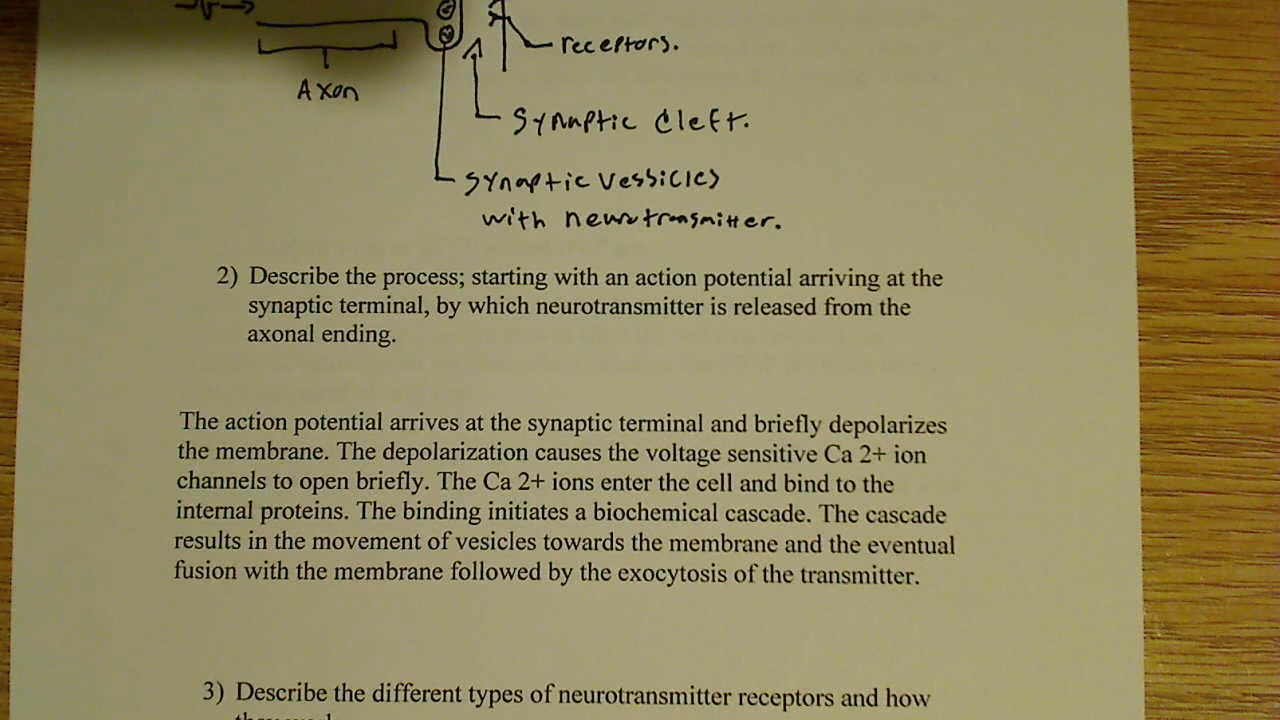 receptors.
Axon
Synaptic Cleft.
Synaptic Vessicles
with neurotransmitter.
2) Describe the process; starting with an action potential arriving at the
synaptic terminal, by which neurotransmitter is released from the
axonal ending.
The action potential arrives at the synaptic terminal and briefly depolarizes
the membrane. The depolarization causes the voltage sensitive Ca 2+ ion
channels to open briefly. The Ca 2+ ions enter the cell and bind to the
internal proteins. The binding initiates a biochemical cascade. The cascade
results in the movement of vesicles towards the membrane and the eventual
fusion with the membrane followed by the exocytosis of the transmitter.
3) Describe the different types of neurotransmitter receptors and how